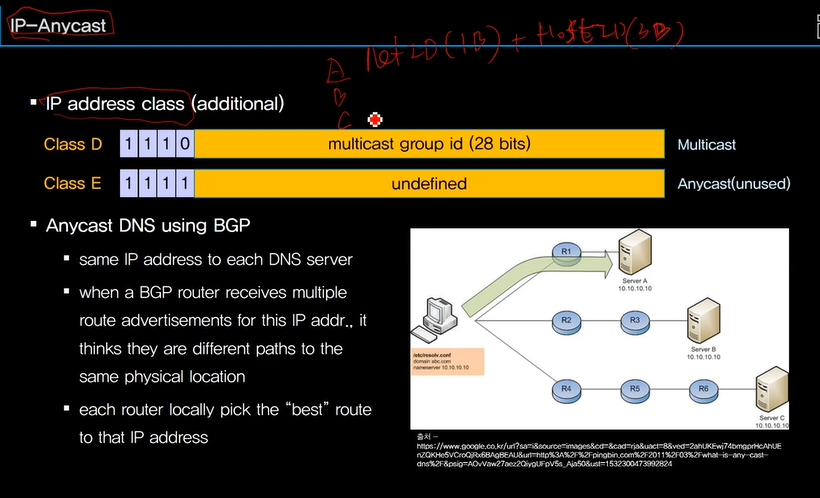 IP-Anycast
A Net ID (1B) + Host ID (3B)
B
C
IP address class (additional)
Class D 1 1 1 0 multicast group id (28 bits) Multicast
Class E 1 1 1 1 undefined Anycast(unused)
Anycast DNS using BGP
same IP address to each DNS server
when a BGP router receives multiple
route advertisements for this IP addr., it
thinks they are different paths to the
same physical location
each router locally pick the “best” route
to that IP address
R1
Server A
10.10.10.10
R2 R3
Server B
10.10.10.10
/etc/resolv.conf
domain abc.com
nameserver 10.10.10.10
R4 R5 R6
Server C
10.10.10.10
출처 –
https://www.google.co.kr/url?sa=i&source=images&cd=&cad=rja&uact=8&ved=2ahUKEwj74bmgprHcAhUE
nZQKHe5VCroQjRx6BAgBEAU&url=http%3A%2F%2Fpingbin.com%2F2011%2F03%2Fwhat-is-any-cast-
dns%2F&psig=AOvVaw27aez2QiygUFpV5s_Aja50&ust=1532300473992824